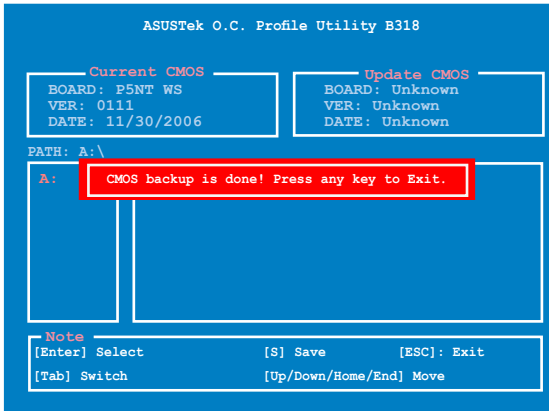 ASUSTek O.C. Profile Utility B318
Current CMOS
BOARD: P5NT WS
VER: 0111
DATE: 11/30/2006
Update CMOS
BOARD: Unknown
VER: Unknown
DATE: Unknown
PATH: A:\
A:
CMOS backup is done! Press any key to Exit.
Note
[Enter] Select [S] Save [ESC]: Exit
[Tab] Switch [Up/Down/Home/End] Move